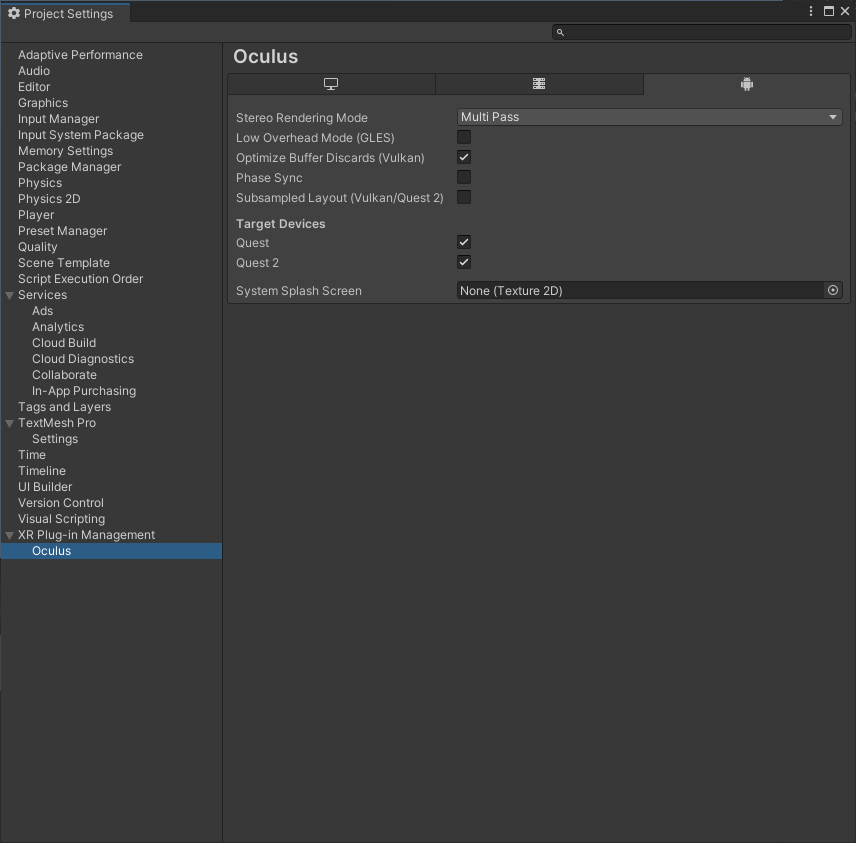 Project Settings
Adaptive Performance
Audio
Editor
Graphics
Input Manager
Input System Package
Memory Settings
Package Manager
Physics
Physics 2D
Player
Preset Manager
Quality
Scene Template
Script Execution Order
Services
Ads
Analytics
Cloud Build
Cloud Diagnostics
Collaborate
In-App Purchasing
Tags and Layers
TextMesh Pro
Settings
Time
Timeline
UI Builder
Version Control
Visual Scripting
XR Plug-in Management
Oculus
Oculus
Stereo Rendering Mode Multi Pass
Low Overhead Mode (GLES)
Optimize Buffer Discards (Vulkan)
Phase Sync
Subsampled Layout (Vulkan/Quest 2)
Target Devices
Quest
Quest 2
System Splash Screen None (Texture 2D)